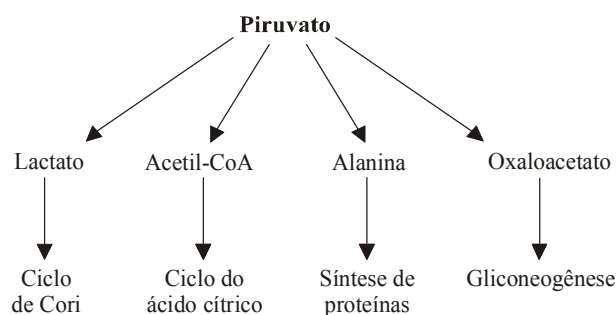 Piruvato
Lactato
Acetil-CoA
Alanina
Oxaloacetato
Ciclo
de Cori
Ciclo do
ácido cítrico
Síntese de
proteínas
Gliconeogênese